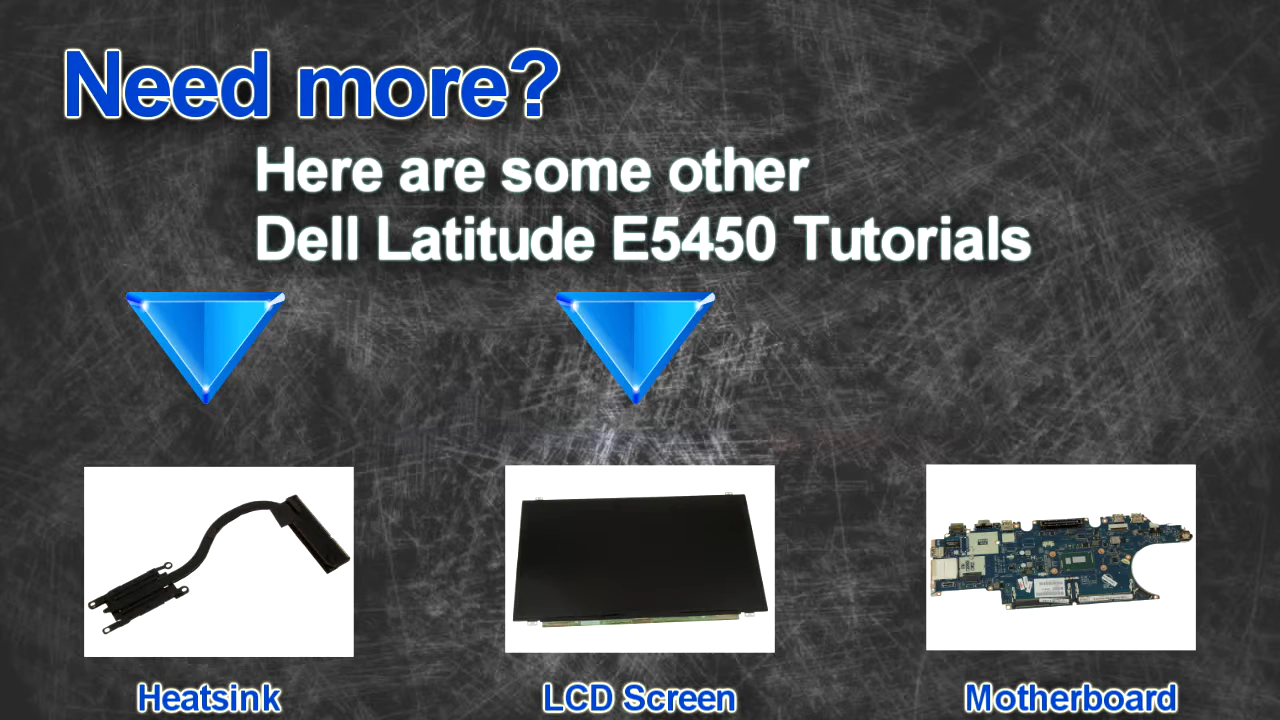 Need more?
Here are some other
Dell Latitude E5450 Tutorials
Heatsink
LCD Screen
Motherboard